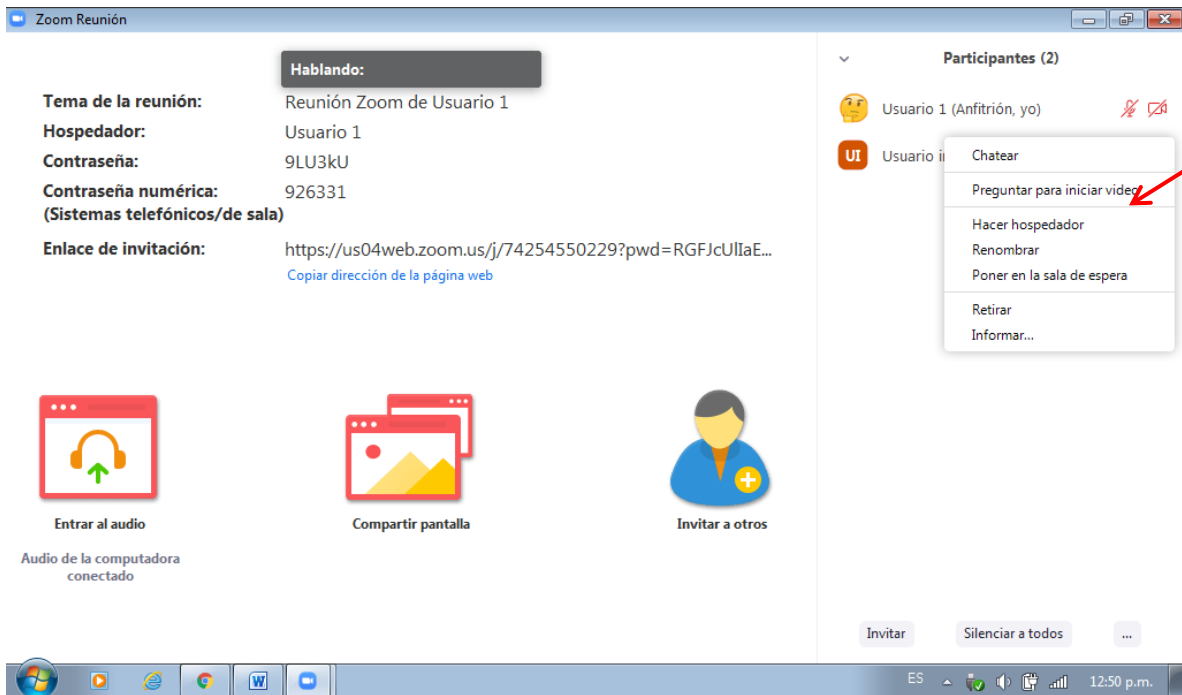 Zoom Reunión
Hablando:
Tema de la reunión: Reunión Zoom de Usuario 1
Hospedador: Usuario 1
Contraseña: 9LU3kU
Contraseña numérica: 926331
(Sistemas telefónicos/de sala)
Enlace de invitación: https://us04web.zoom.us/j/74254550229?pwd=RGFJcUlIaE...
Copiar dirección de la página web
Entrar al audio
Audio de la computadora
conectado
Compartir pantalla
Invitar a otros
Participantes (2)
Usuario 1 (Anfitrión, yo)
UI Usuario
Chatear
Preguntar para iniciar video
Hacer hospedador
Renombrar
Poner en la sala de espera
Retirar
Informar...
Invitar Silenciar a todos ...
W ES 12:50 p.m.